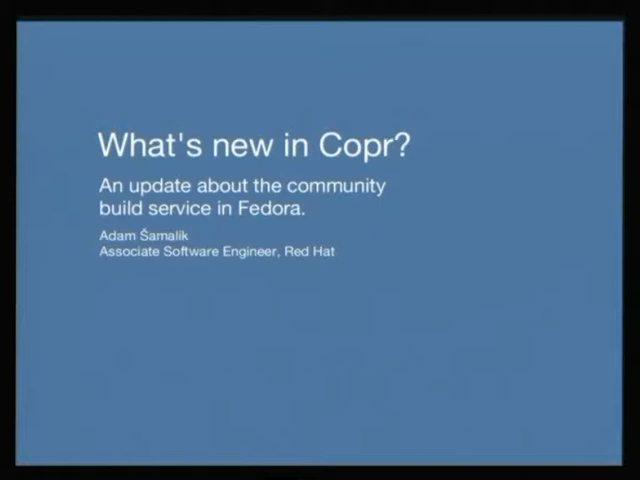 What's new in Copr?
An update about the community
build service in Fedora.
Adam Šamalík
Associate Software Engineer, Red Hat